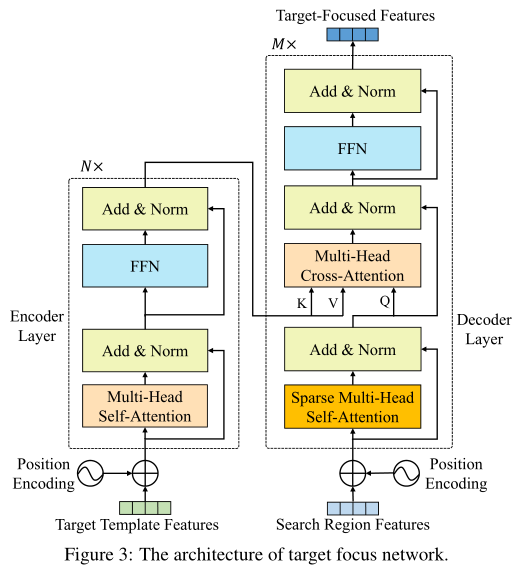 Target-Focused Features
M×
Add & Norm
FFN
Add & Norm
Multi-Head
Cross-Attention
K
V
Q
Add & Norm
Sparse Multi-Head
Self-Attention
Decoder
Layer
Position
Encoding
Search Region Features
N×
Add & Norm
FFN
Encoder
Layer
Add & Norm
Multi-Head
Self-Attention
Position
Encoding
Target Template Features
Figure 3: The architecture of target focus network.